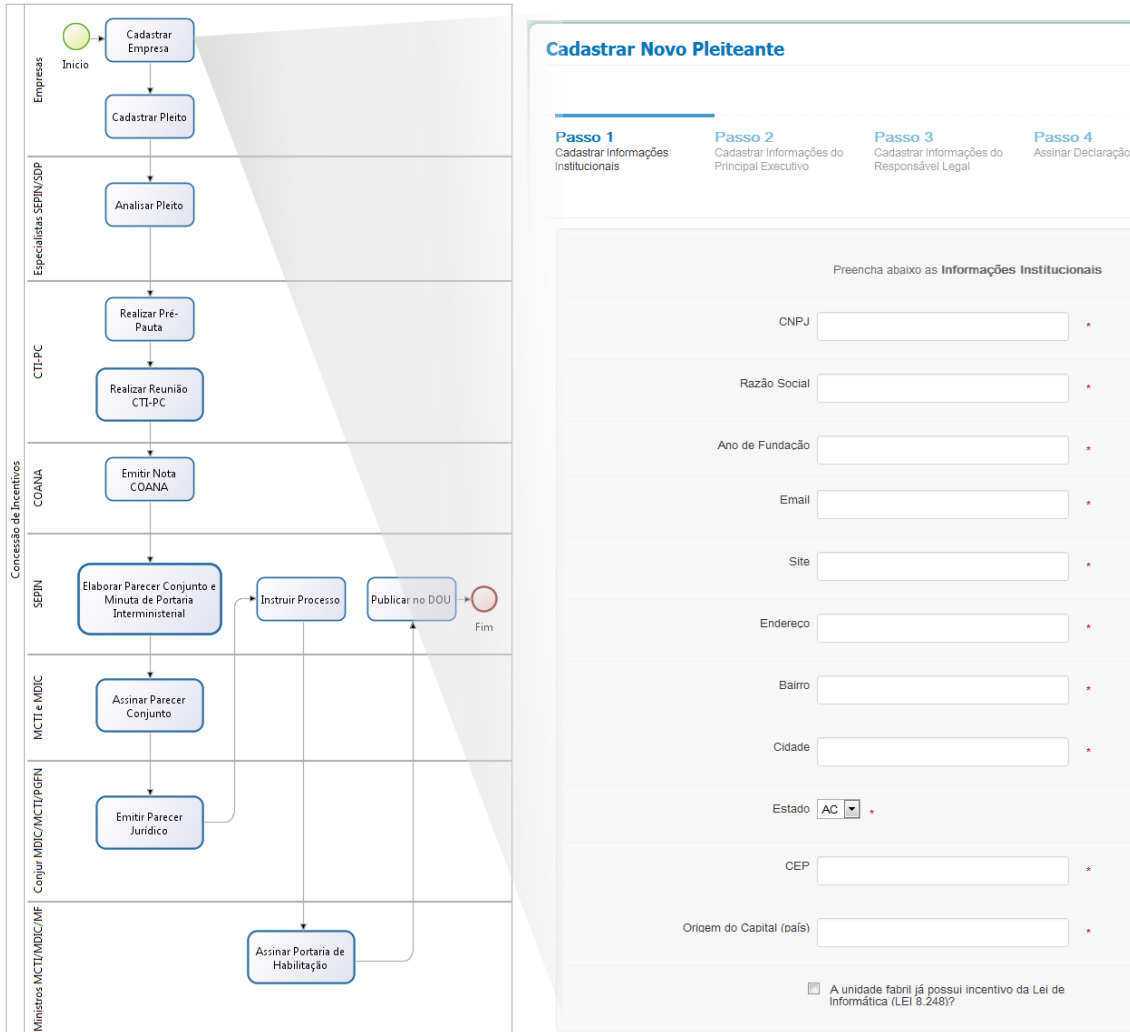 Concessão de Incentivos
Empresas
Inicio
Cadastrar
Empresa
Cadastrar Pleito
Especialistas SEPIN/SDP
Analisar Pleito
CTI-PC
Realizar Pré-
Pauta
Realizar Reunião
CTI-PC
COANA
Emitir Nota
COANA
SEPIN
Elaborar Parecer Conjunto e
Minuta de Portaria
Interministerial
Instruir Processo
Publicar no DOU
Fim
MCTI e MDIC
Assinar Parecer
Conjunto
Conjur MDIC/MCTI/PGFN
Emitir Parecer
Jurídico
Ministros MCTI/MDIC/MF
Assinar Portaria de
Habilitação
Cadastrar Novo Pleiteante
Passo 1
Cadastrar Informações
Institucionais
Passo 2
Cadastrar Informações do
Principal Executivo
Passo 3
Cadastrar Informações do
Responsável Legal
Passo 4
Assinar Declaração
Preencha abaixo as Informações Institucionais
CNPJ *
Razão Social *
Ano de Fundação *
Email *
Site *
Endereço *
Bairro *
Cidade *
Estado AC *
CEP *
Origem do Capital (país) *
A unidade fabril já possui incentivo da Lei de
Informática (LEI 8.248)?